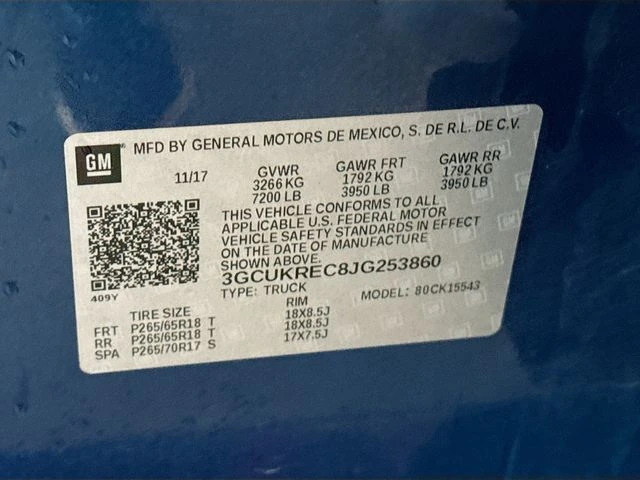 GM MFD BY GENERAL MOTORS DE MEXICO, S. DE R.L. DE C.V.
11/17 GVWR GAWR FRT GAWR RR
3266 KG 1792 KG 1792 KG
7200 LB 3950 LB 3950 LB
THIS VEHICLE CONFORMS TO ALL
APPLICABLE U.S. FEDERAL MOTOR
VEHICLE SAFETY STANDARDS IN EFFECT
ON THE DATE OF MANUFACTURE
SHOWN ABOVE.
3GCUKREC8JG253860
TYPE: TRUCK MODEL: 80CK15543
409Y
TIRE SIZE RIM
FRT P265/65R18 T 18X8.5J
RR P265/65R18 T 18X8.5J
SPA P265/70R17 S 17X7.5J